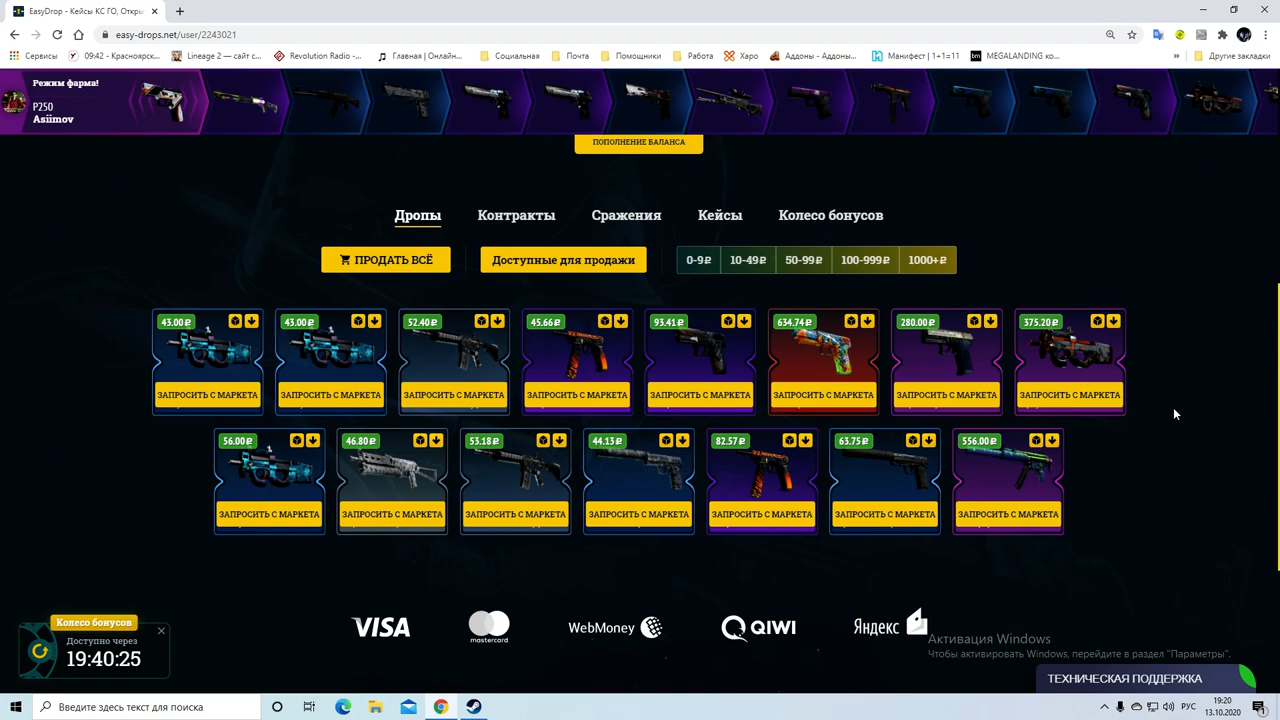 EasyDrop - Кейсы КС ГО, Откры
easy-drops.net/user/2243021
Сервисы
09:42 - Красноярск...
Lineage 2 — сайт с...
Revolution Radio -...
Главная | Онлайн...
Социальная
Почта
Помощники
Работа
Харо
Аддоны - Аддоны...
Манифест | 1+1=11
MEGALANDING ко...
»
Другие закладки
Режим фарма!
P250
Asiimov
ПОПОЛНЕНИЕ БАЛАНСА
Дропы
Контракты
Сражения
Кейсы
Колесо бонусов
ПРОДАТЬ ВСЁ
Доступные для продажи
0-9₽
10-49₽
50-99₽
100-999₽
1000+₽
43.00₽
43.00₽
52.40₽
45.66₽
93.41₽
634.74₽
280.00₽
375.20₽
ЗАПРОСИТЬ С МАРКЕТА
ЗАПРОСИТЬ С МАРКЕТА
ЗАПРОСИТЬ С МАРКЕТА
ЗАПРОСИТЬ С МАРКЕТА
ЗАПРОСИТЬ С МАРКЕТА
ЗАПРОСИТЬ С МАРКЕТА
ЗАПРОСИТЬ С МАРКЕТА
ЗАПРОСИТЬ С МАРКЕТА
56.00₽
46.80₽
53.18₽
44.13₽
82.57₽
63.75₽
556.00₽
ЗАПРОСИТЬ С МАРКЕТА
ЗАПРОСИТЬ С МАРКЕТА
ЗАПРОСИТЬ С МАРКЕТА
ЗАПРОСИТЬ С МАРКЕТА
ЗАПРОСИТЬ С МАРКЕТА
ЗАПРОСИТЬ С МАРКЕТА
ЗАПРОСИТЬ С МАРКЕТА
Колесо бонусов
Доступно через
19:40:25
VISA
mastercard
WebMoney
QIWI
Яндекс
Активация Windows
Чтобы активировать Windows, перейдите в раздел "Параметры".
ТЕХНИЧЕСКАЯ ПОДДЕРЖКА
Введите здесь текст для поиска
РУС
19:20
13.10.2020
1